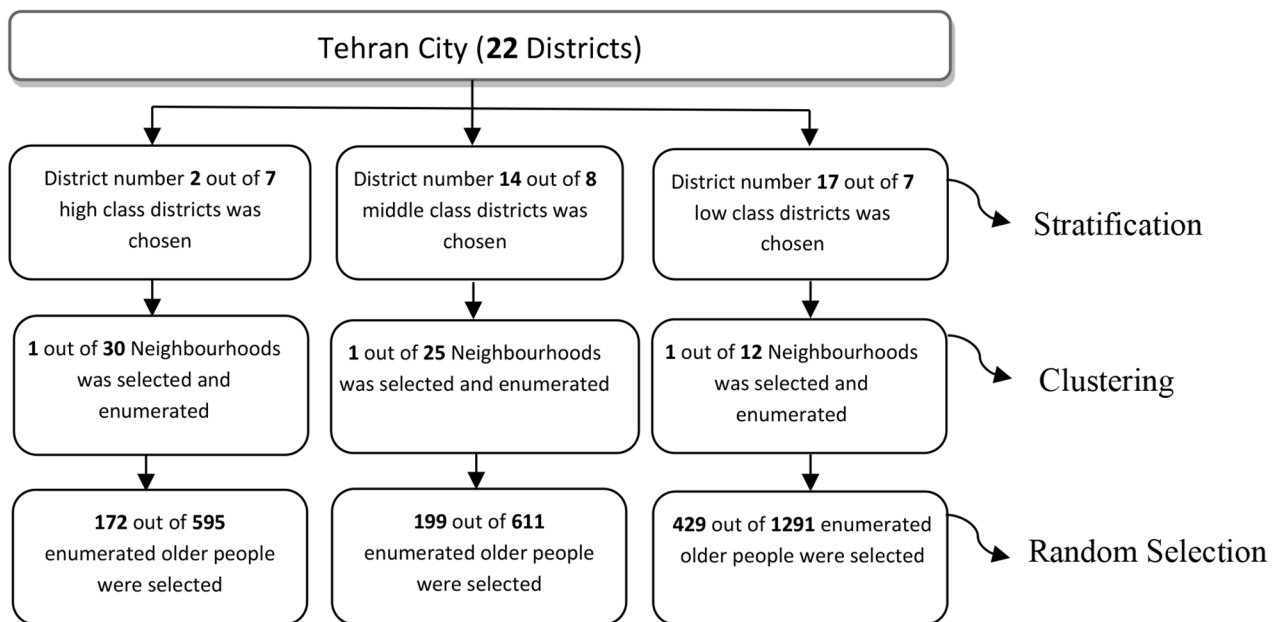 Tehran City (22 Districts)
District number 2 out of 7
high class districts was
chosen
District number 14 out of 8
middle class districts was
chosen
District number 17 out of 7
low class districts was
chosen
Stratification
1 out of 30 Neighbourhoods
was selected and
enumerated
1 out of 25 Neighbourhoods
was selected and enumerated
1 out of 12 Neighbourhoods
was selected and
enumerated
Clustering
172 out of 595
enumerated older people
were selected
199 out of 611
enumerated older people
were selected
429 out of 1291 enumerated
older people were selected
Random Selection